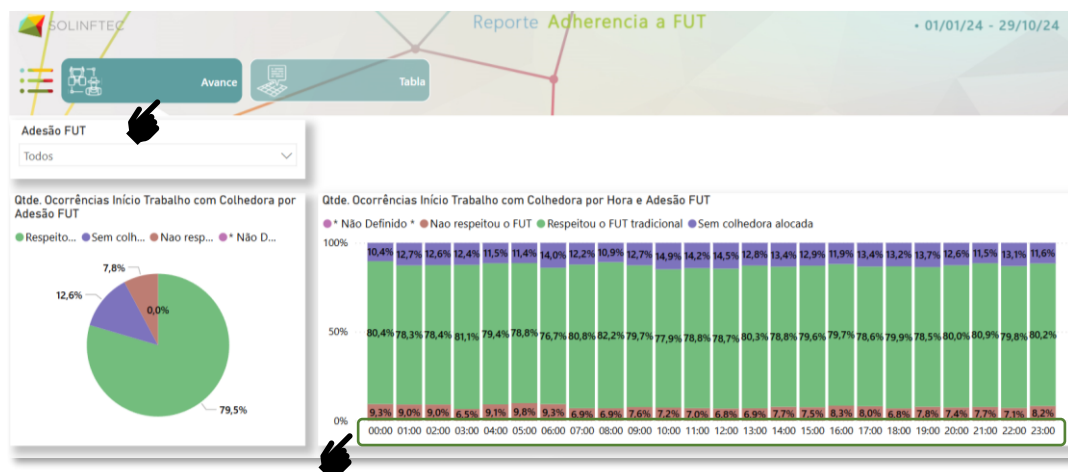 SOLINFTEC
Reporte Adherencia a FUT
• 01/01/24 - 29/10/24
Avance
Tabla
Adesão FUT
Todos
Qtde. Ocorrências Início Trabalho com Colhedora por
Adesão FUT
Respeito... Sem colh... Nao resp... * Não D...
7,8%
12,6%
0,0%
79,5%
Qtde. Ocorrências Início Trabalho com Colhedora por Hora e Adesão FUT
* Não Definido * Nao respeitou o FUT Respeitou o FUT tradicional Sem colhedora alocada
100%
10,4% 12,7% 12,6% 12,4% 11,5% 11,4% 14,0% 12,2% 10,9% 12,7% 14,9% 14,2% 14,5% 12,8% 13,4% 12,9% 11,9% 13,4% 13,2% 13,7% 12,6% 11,5% 13,1% 11,6%
50%
80,4% 78,3% 78,4% 81,1% 79,4% 78,8% 76,7% 80,8% 82,2% 79,7% 77,9% 78,8% 78,7% 80,3% 78,8% 79,6% 79,7% 78,6% 79,9% 78,5% 80,0% 80,9% 79,8% 80,2%
9,3% 9,0% 9,0% 6,5% 9,1% 9,8% 9,3% 6,9% 6,9% 7,6% 7,2% 7,0% 6,8% 6,9% 7,7% 7,5% 8,3% 8,0% 6,8% 7,8% 7,4% 7,7% 7,1% 8,2%
0%
00:00 01:00 02:00 03:00 04:00 05:00 06:00 07:00 08:00 09:00 10:00 11:00 12:00 13:00 14:00 15:00 16:00 17:00 18:00 19:00 20:00 21:00 22:00 23:00